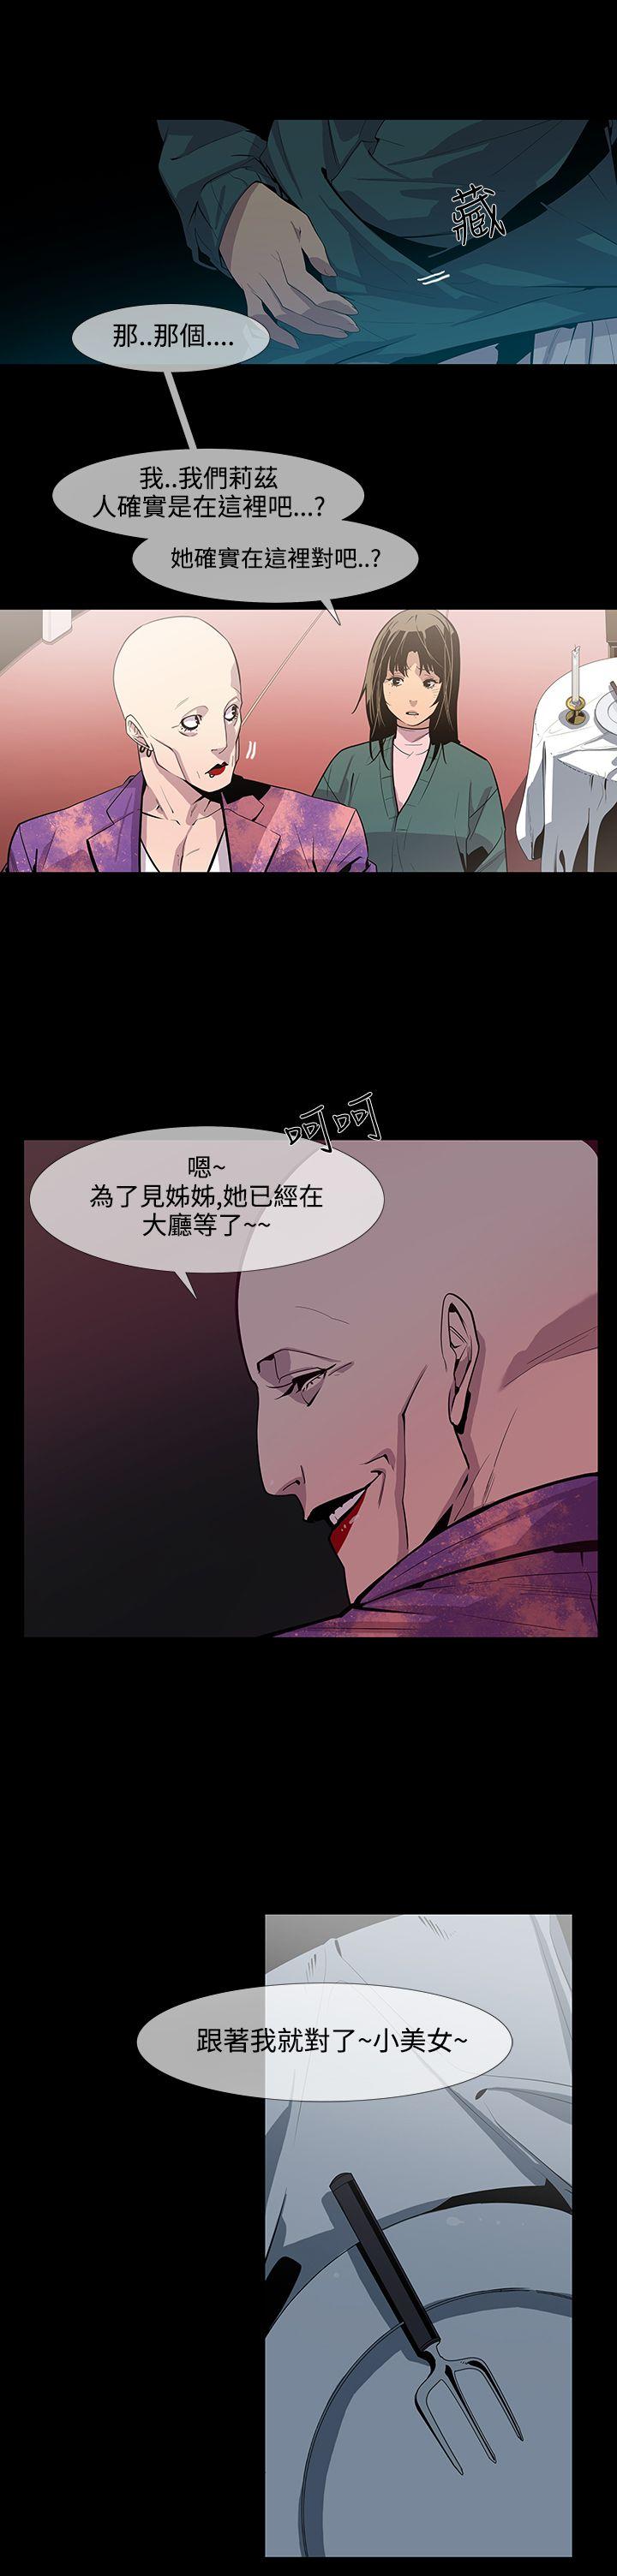 藏
那..那個....
我..我們莉茲
人確實是在這裡吧...?
她確實在這裡對吧..?
呵呵
嗯~
為了見姊姊,她已經在
大廳等了~~
跟著我就對了~小美女~